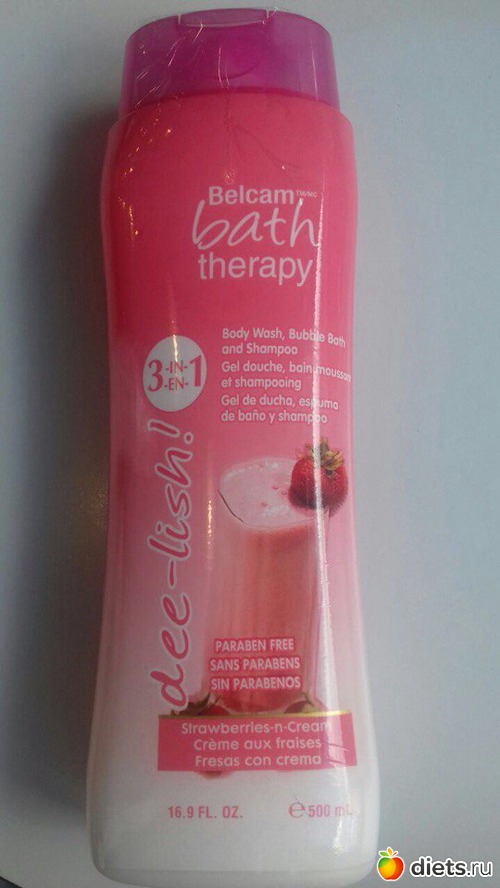 Belcam TM/MC
bath
therapy
Body Wash, Bubble Bath
and Shampoo
Gel douche, bain moussant
et shampooing
Gel de ducha, espuma
de baño y shampoo
3-IN-1
-EN-
dee-lish!
PARABEN FREE
SANS PARABENS
SIN PARABENOS
Strawberries-n-Cream
Crème aux fraises
Fresas con crema
16.9 FL. OZ. ℮ 500 mL
diets.ru